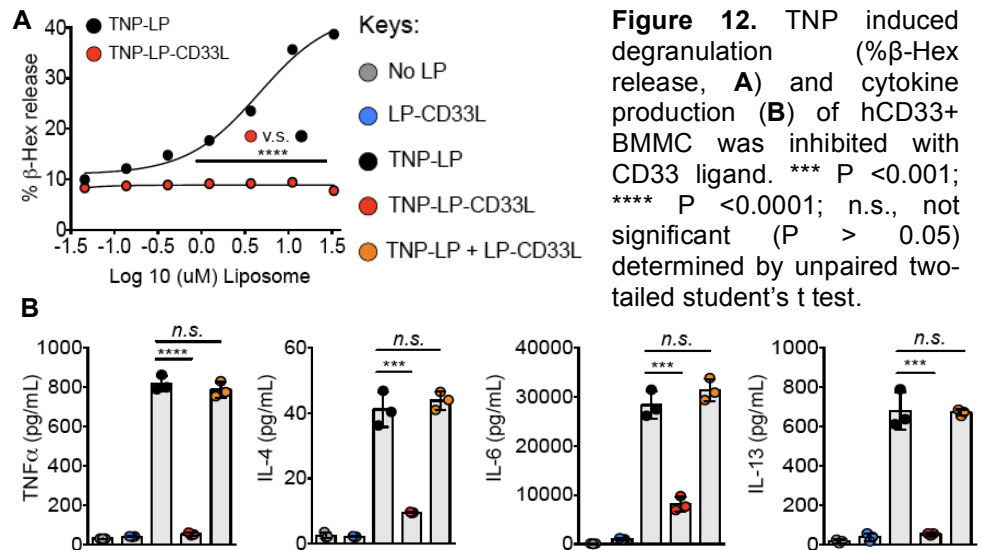 A
TNP-LP
TNP-LP-CD33L
% β-Hex release
40
30
20
10
0
v.s.
****
-1.5 -1.0 -0.5 0.0 0.5 1.0 1.5
Log 10 (uM) Liposome
Keys:
No LP
LP-CD33L
TNP-LP
TNP-LP-CD33L
TNP-LP + LP-CD33L
Figure 12. TNP induced
degranulation (%β-Hex
release, A) and cytokine
production (B) of hCD33+
BMMC was inhibited with
CD33 ligand. *** P <0.001;
**** P <0.0001; n.s., not
significant (P > 0.05)
determined by unpaired two-
tailed student's t test.
B
TNFα (pg/mL)
1000
800
600
400
200
0
n.s.
****
IL-4 (pg/mL)
60
40
20
0
n.s.
***
IL-6 (pg/mL)
40000
30000
20000
10000
0
n.s.
***
IL-13 (pg/mL)
1000
800
600
400
200
0
n.s.
***